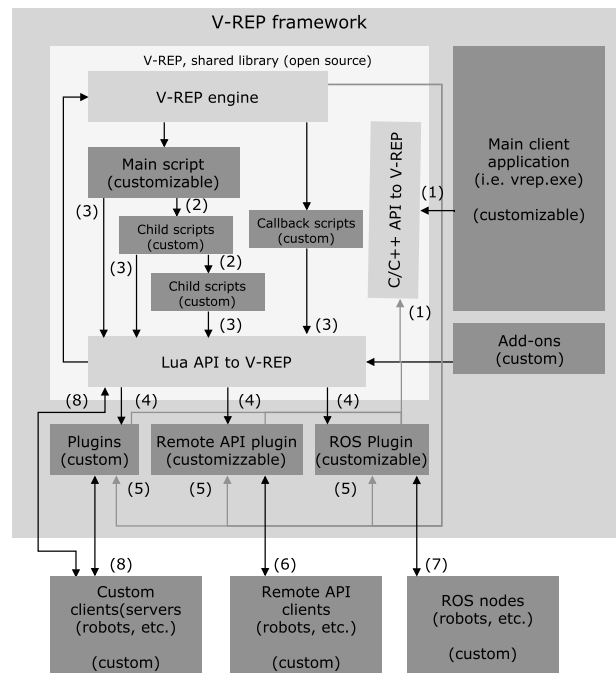 V-REP framework
V-REP, shared library (open source)
V-REP engine
Main script
(customizable)
(2)
(3)
Child scripts
(custom)
(2)
(3)
Child scripts
(custom)
(3)
Callback scripts
(custom)
(3)
C/C++ API to V-REP
(1)
(1)
Main client
application
(i.e. vrep.exe)
(customizable)
Add-ons
(custom)
Lua API to V-REP
(8)
(4)
(4)
(4)
Plugins
(custom)
Remote API plugin
(customizzable)
ROS Plugin
(customizable)
(5)
(5)
(5)
(8)
(6)
(7)
Custom
clients(servers
(robots, etc.)
(custom)
Remote API
clients
(robots, etc.)
(custom)
ROS nodes
(robots, etc.)
(custom)